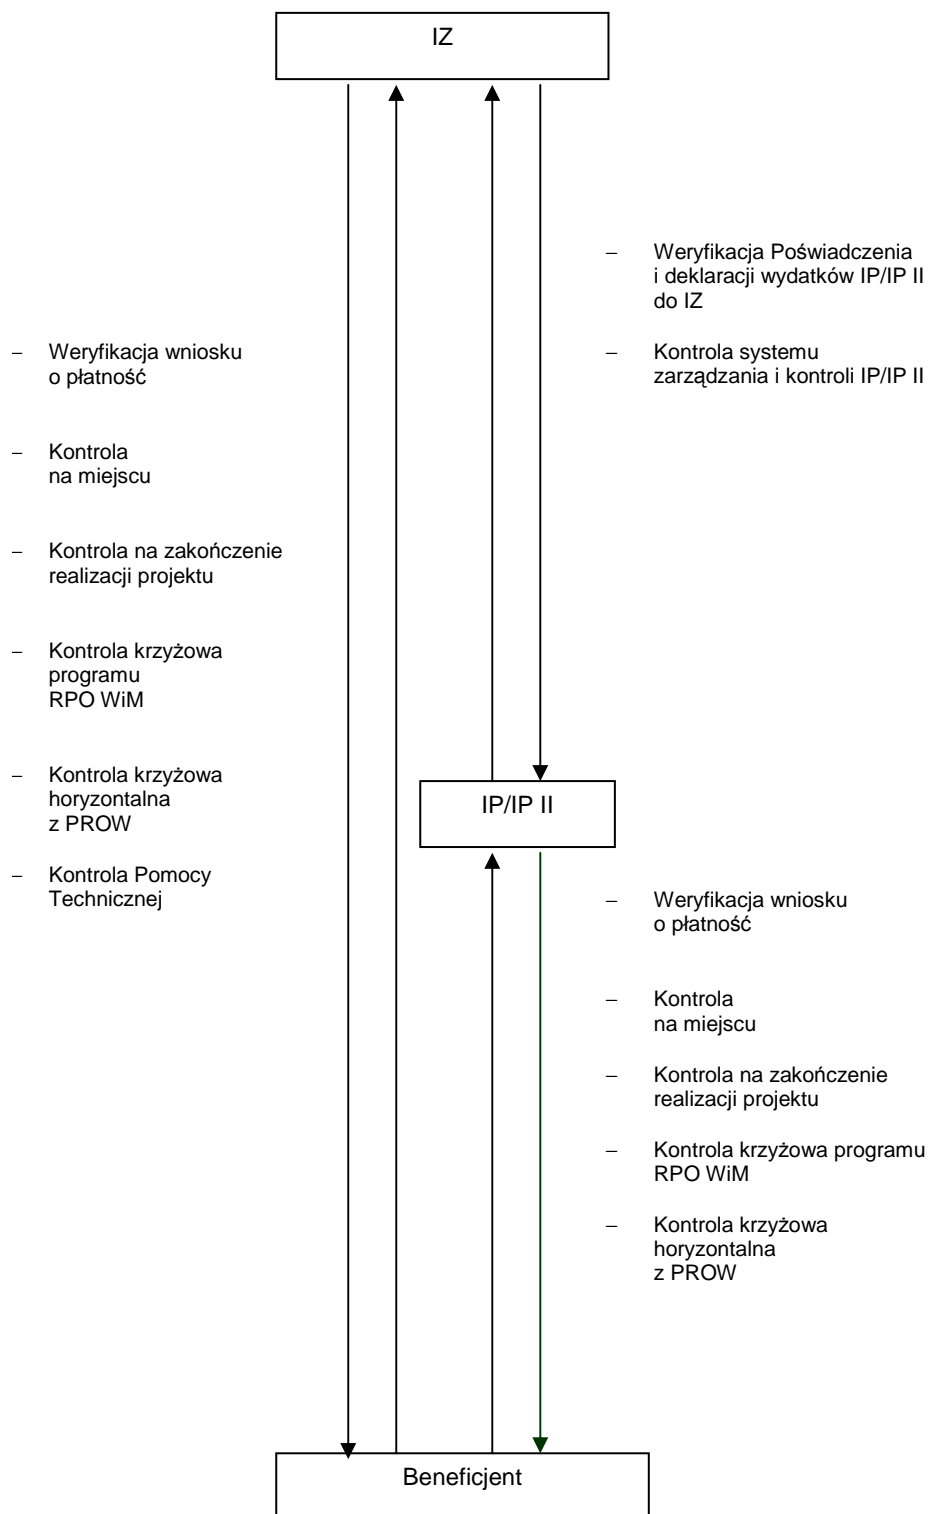 IZ
– Weryfikacja Poświadczenia
i deklaracji wydatków IP/IP II
do IZ
– Kontrola systemu
zarządzania i kontroli IP/IP II
– Weryfikacja wniosku
o płatność
– Kontrola
na miejscu
– Kontrola na zakończenie
realizacji projektu
– Kontrola krzyżowa
programu
RPO WiM
– Kontrola krzyżowa
horyzontalna
z PROW
– Kontrola Pomocy
Technicznej
IP/IP II
– Weryfikacja wniosku
o płatność
– Kontrola
na miejscu
– Kontrola na zakończenie
realizacji projektu
– Kontrola krzyżowa programu
RPO WiM
– Kontrola krzyżowa
horyzontalna
z PROW
Beneficjent